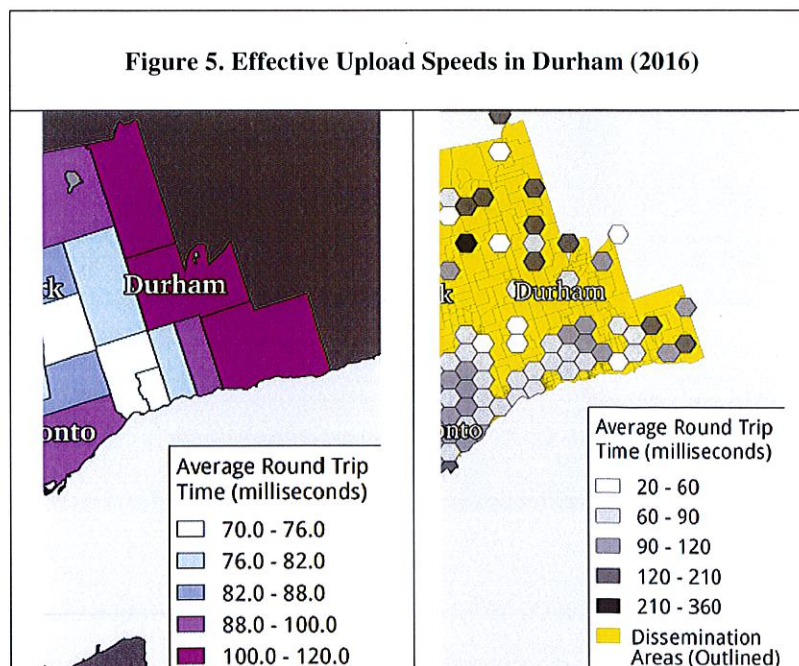 Figure 5. Effective Upload Speeds in Durham (2016)
k
Durham
onto
Average Round Trip
Time (milliseconds)
70.0 - 76.0
76.0 - 82.0
82.0 - 88.0
88.0 - 100.0
100.0 - 120.0
k
Durham
onto
Average Round Trip
Time (milliseconds)
20 - 60
60 - 90
90 - 120
120 - 210
210 - 360
Dissemination
Areas (Outlined)